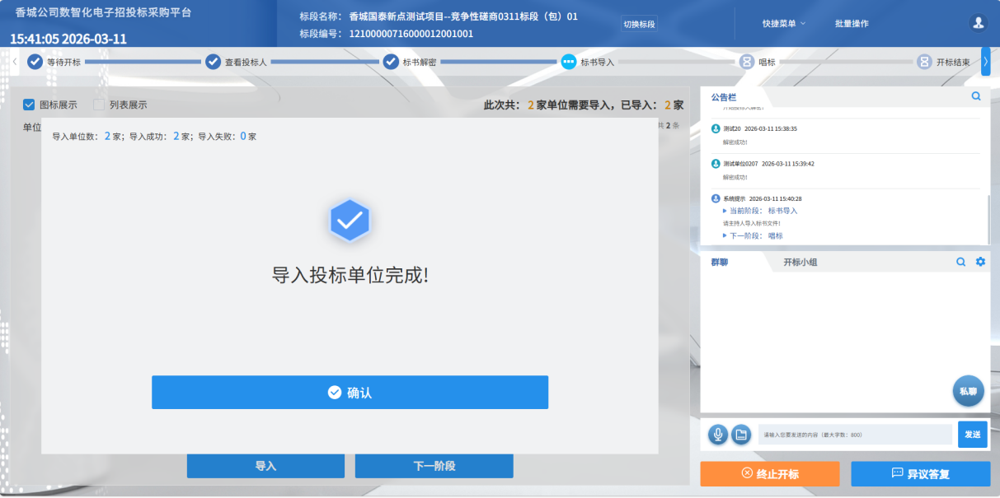 香城公司数智化电子招投标采购平台
15:41:05 2026-03-11
标段名称： 香城国泰新点测试项目--竞争性磋商0311标段（包）01
标段编号： 12100000716000012001001
切换标段
快捷菜单
批量操作
等待开标
查看投标人
标书解密
标书导入
唱标
开标结束
图标展示
列表展示
此次共： 2 家单位需要导入，已导入： 2 家
单位
共 2 条
导入单位数： 2 家；导入成功： 2 家；导入失败： 0 家
导入投标单位完成!
确认
导入
下一阶段
公告栏
测试20 2026-03-11 15:38:35
解密成功!
测试单位0207 2026-03-11 15:39:42
解密成功!
系统提示 2026-03-11 15:40:28
当前阶段： 标书导入
请主持人导入标书文件!
下一阶段： 唱标
群聊
开标小组
私聊
请输入您要发送的内容（最大字数：800）
发送
终止开标
异议答复